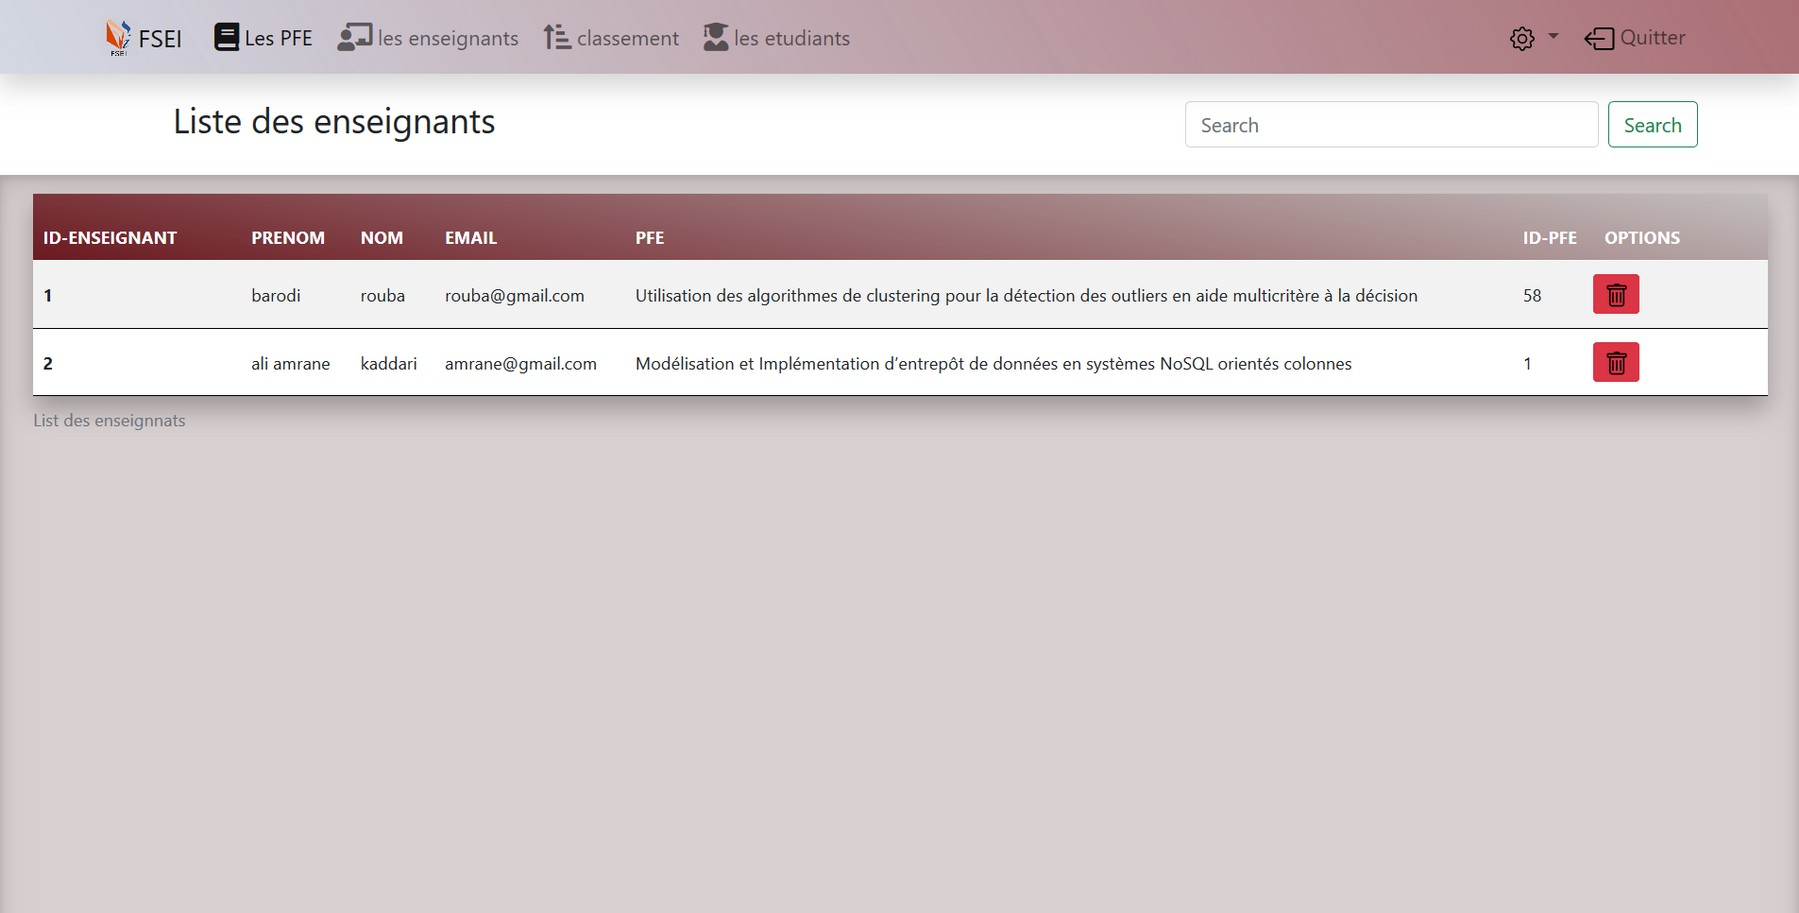 FSEI Les PFE les enseignants classement les etudiants Quitter
FSEI
Liste des enseignants Search Search
ID-ENSEIGNANT PRENOM NOM EMAIL PFE ID-PFE OPTIONS
1 barodi rouba rouba@gmail.com Utilisation des algorithmes de clustering pour la détection des outliers en aide multicritère à la décision 58
2 ali amrane kaddari amrane@gmail.com Modélisation et Implémentation d’entrepôt de données en systèmes NoSQL orientés colonnes 1
List des enseignnats